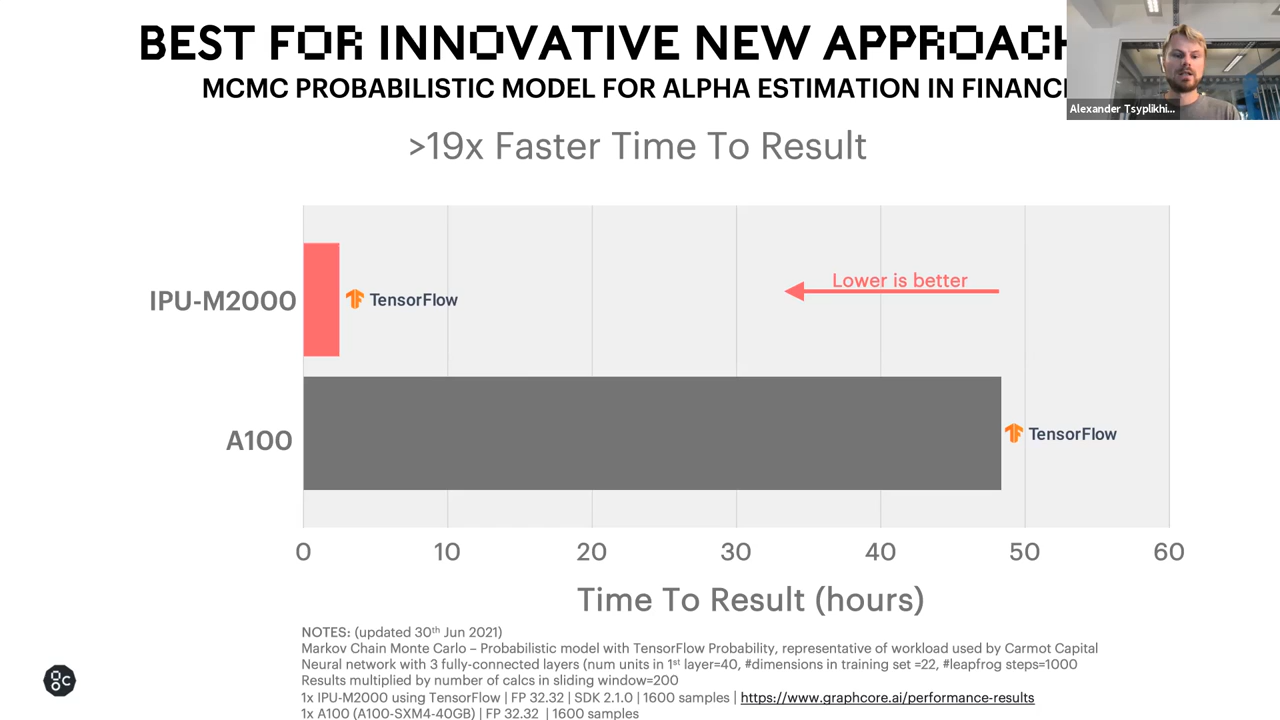 BEST FOR INNOVATIVE NEW APPROACH
MCMC PROBABILISTIC MODEL FOR ALPHA ESTIMATION IN FINANC
Alexander Tsyplikhi...
>19x Faster Time To Result
Lower is better
IPU-M2000
TensorFlow
A100
TensorFlow
0 10 20 30 40 50 60
Time To Result (hours)
NOTES: (updated 30th Jun 2021)
Markov Chain Monte Carlo – Probabilistic model with TensorFlow Probability, representative of workload used by Carmot Capital
Neural network with 3 fully-connected layers (num units in 1st layer=40, #dimensions in training set =22, #leapfrog steps=1000
Results multiplied by number of calcs in sliding window=200
1x IPU-M2000 using TensorFlow | FP 32.32 | SDK 2.1.0 | 1600 samples | https://www.graphcore.ai/performance-results
1x A100 (A100-SXM4-40GB) | FP 32.32 | 1600 samples